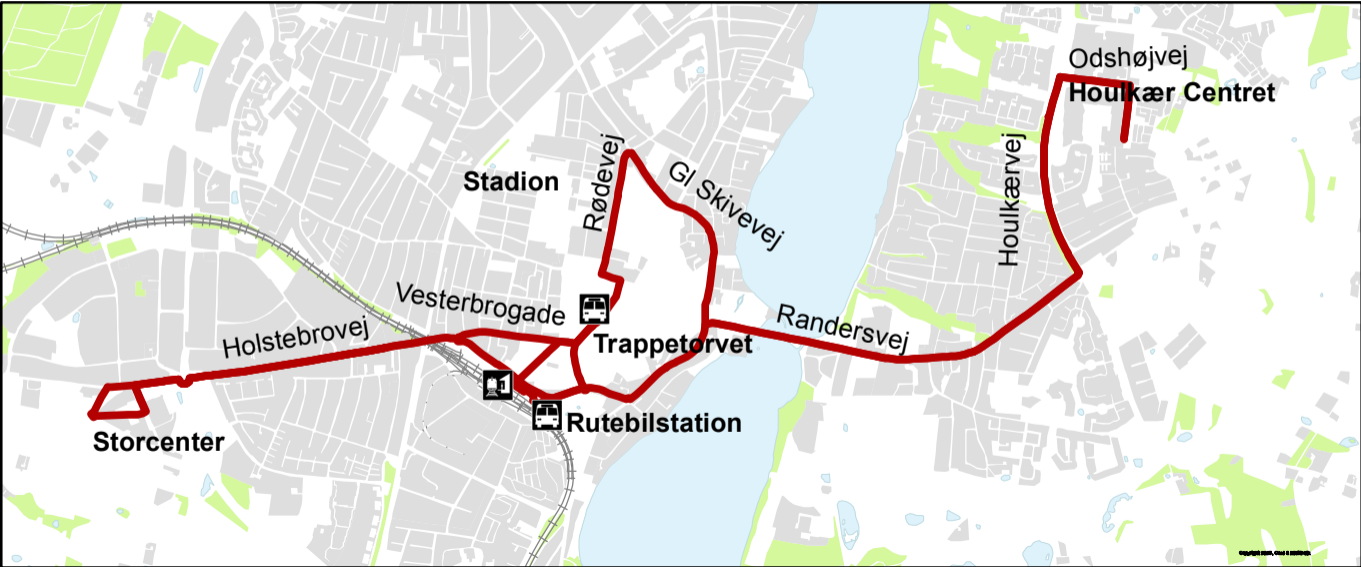 Odshøjvej
Houlkær Centret
Stadion
Rødevej
Gl Skivevej
Houlkærvej
Vesterbrogade
Holstebrovej
Trappetorvet
Randersvej
Rutebilstation
Storcenter